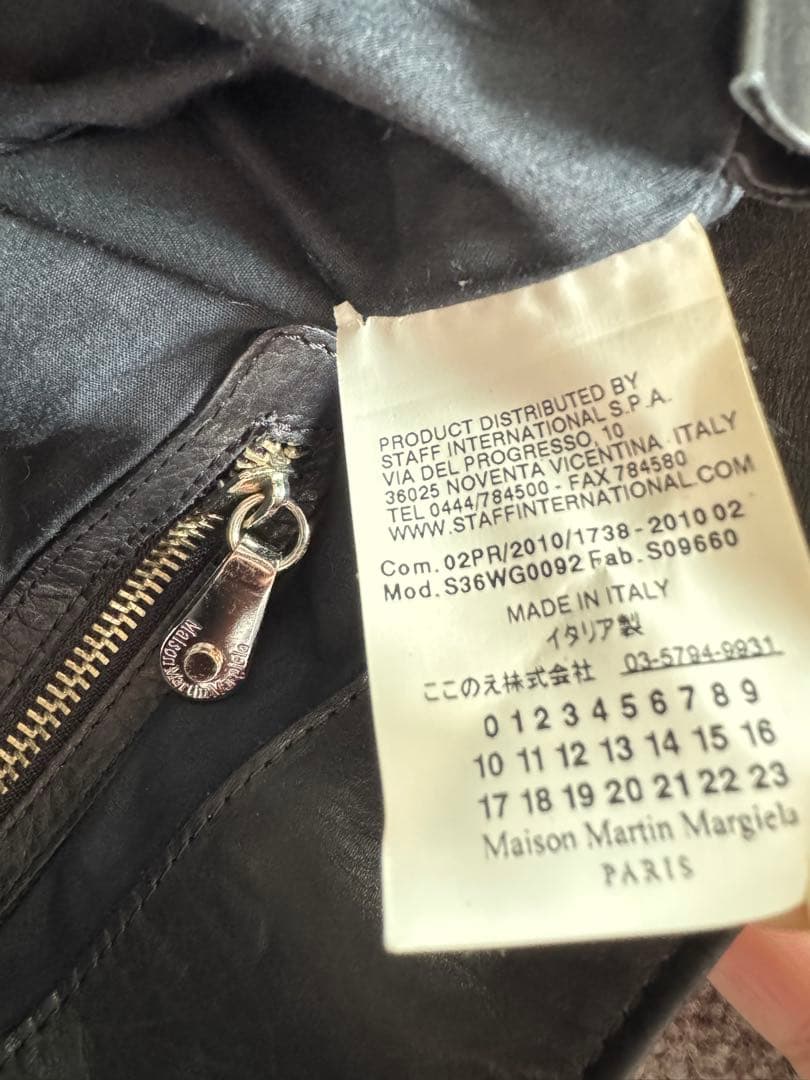 PRODUCT DISTRIBUTED BY
STAFF INTERNATIONAL S.P.A.
VIA DEL PROGRESSO, 10
36025 NOVENTA VICENTINA - ITALY
TEL 0444/784500 - FAX 784580
WWW.STAFFINTERNATIONAL.COM
Com. 02PR/2010/1738 - 2010 02
Mod. S36WG0092 Fab. S09660
MADE IN ITALY
イタリア製
ここのえ株式会社 03-5794-9931
0 1 2 3 4 5 6 7 8 9
10 11 12 13 14 15 16
17 18 19 20 21 22 23
Maison Martin Margiela
PARIS
Maison Martin